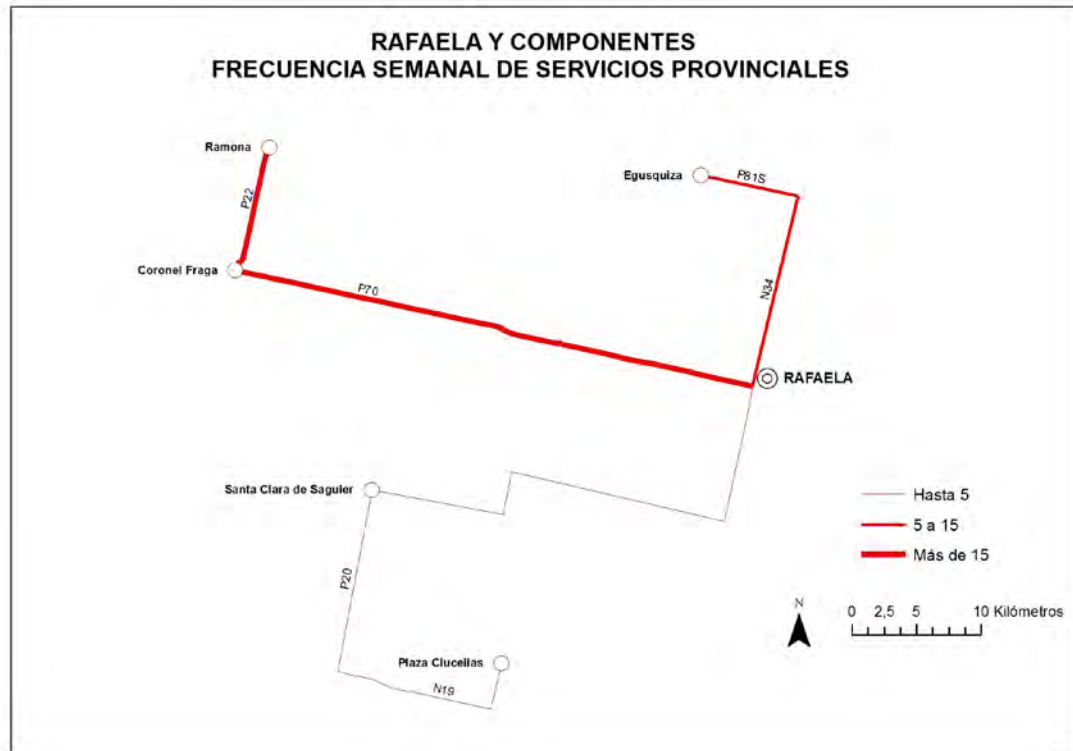 RAFAELA Y COMPONENTES
FRECUENCIA SEMANAL DE SERVICIOS PROVINCIALES
Ramona
Egusquiza
P81S
P22
Coronel Fraga
P70
N34
RAFAELA
Santa Clara de Saguier
Hasta 5
5 a 15
Más de 15
P20
N
0 2,5 5 10 Kilómetros
Plaza Clucellas
N19